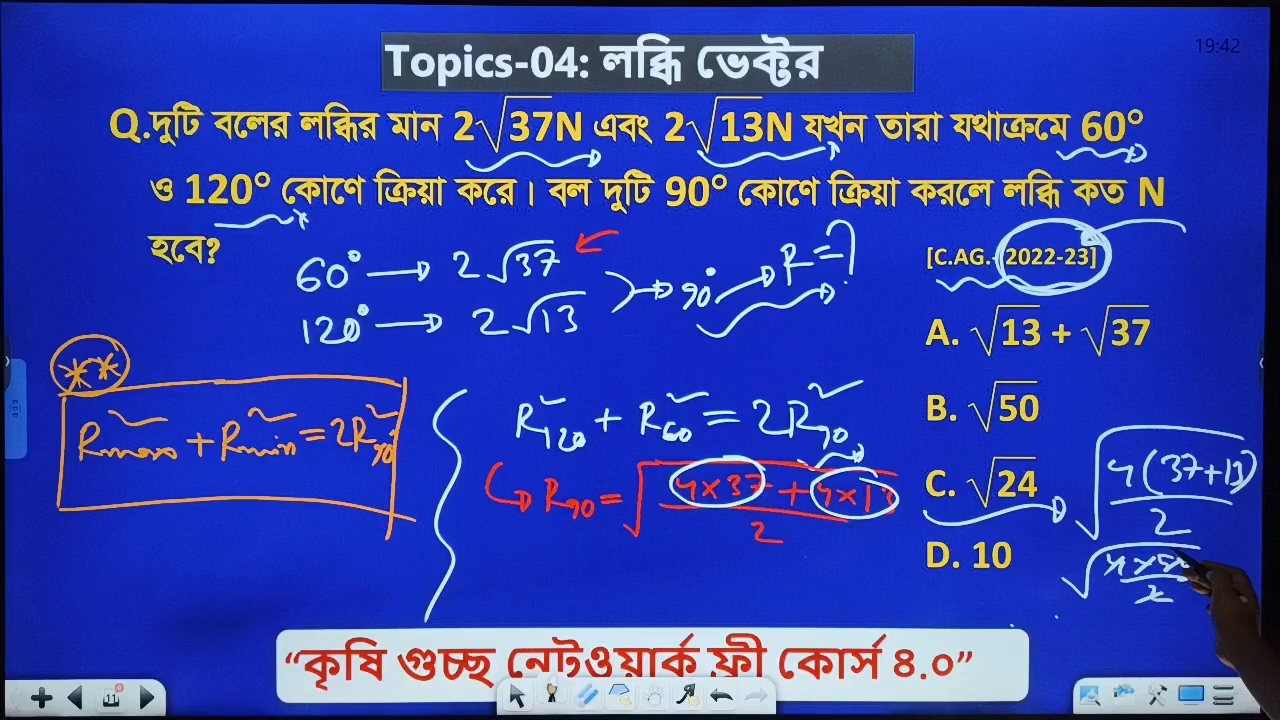 19:42
Topics-04: লব্ধি ভেক্টর
Q.দুটি বলের লব্ধির মান 2√37N এবং 2√13N যখন তারা যথাক্রমে 60°
ও 120° কোণে ক্রিয়া করে। বল দুটি 90° কোণে ক্রিয়া করলে লব্ধি কত N
হবে?
[C.AG. 2022-23]
60° → 2√37
120° → 2√13
→ 90° → R = ?
A. √13 + √37
B. √50
C. √24
D. 10
**
R²max + R²min = 2R²90
R²120 + R²60 = 2R²90
R90 = √(4×37 + 4×13 / 2)
√(4(37+13) / 2)
“কৃষি গুচ্ছ নেটওয়ার্ক ফ্রী কোর্স ৪.০”
11